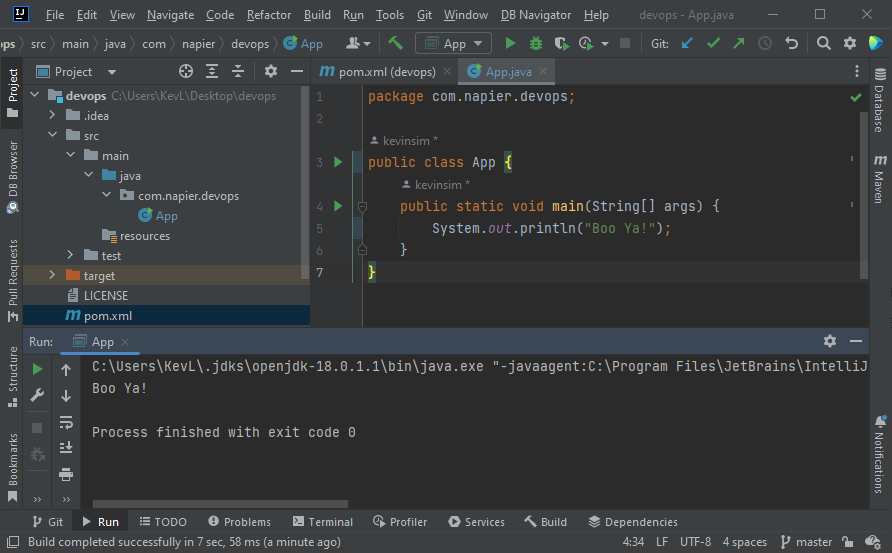 IJ File Edit View Navigate Code Refactor Build Run Tools Git Window DB Navigator Help devops - App.java
ps › src › main › java › com › napier › devops › App App Git:
Project pom.xml (devops) App.java
devops C:\Users\KevL\Desktop\devops
.idea
src
main
java
com.napier.devops
App
resources
test
target
LICENSE
pom.xml
1 package com.napier.devops;
2
kevinsim *
3 public class App {
kevinsim *
4 public static void main(String[] args) {
5 System.out.println("Boo Ya!");
6 }
7 }
Project
DB Browser
Pull Requests
Structure
Bookmarks
Database
Maven
Notifications
Run: App
C:\Users\KevL\.jdks\openjdk-18.0.1.1\bin\java.exe "-javaagent:C:\Program Files\JetBrains\IntelliJ
Boo Ya!
Process finished with exit code 0
Git Run TODO Problems Terminal Profiler Services Build Dependencies
Build completed successfully in 7 sec, 58 ms (a minute ago) 4:34 LF UTF-8 4 spaces master